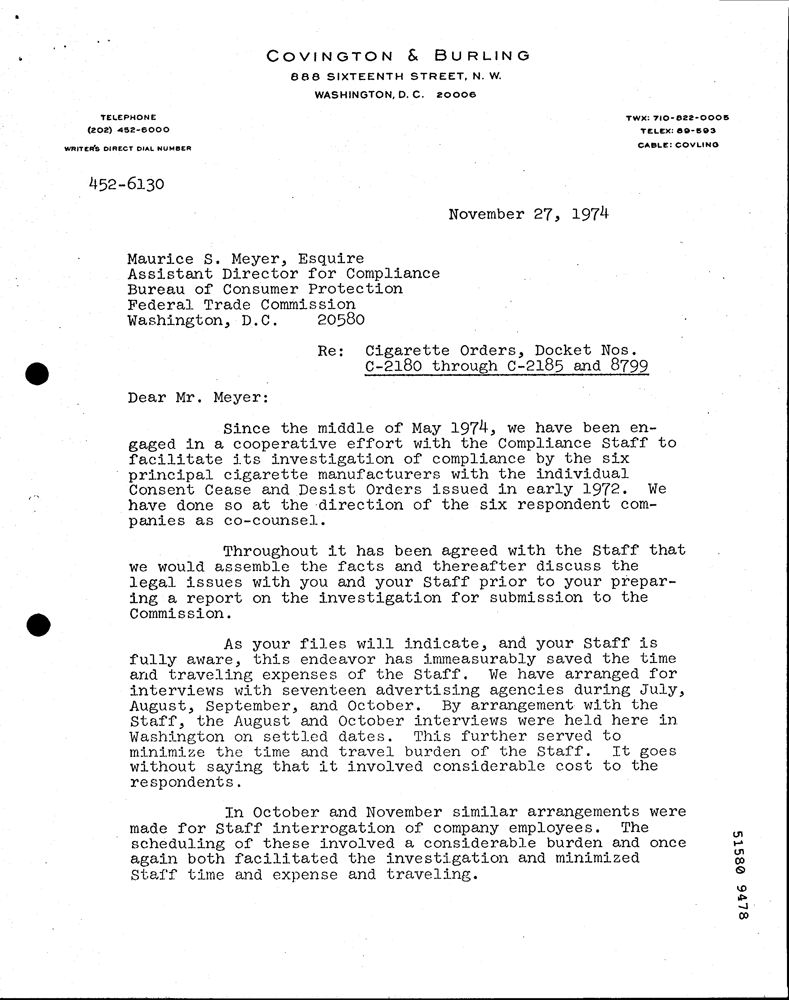 COVINGTON & BURLING
888 SIXTEENTH STREET, N. W.
WASHINGTON, D. C. 20006
TELEPHONE
(202) 452-6000
WRITER'S DIRECT DIAL NUMBER
452-6130
TWX: 710-822-0005
TELEX: 89-593
CABLE: COVLING
November 27, 1974
Maurice S. Meyer, Esquire
Assistant Director for Compliance
Bureau of Consumer Protection
Federal Trade Commission
Washington, D.C. 20580
Re: Cigarette Orders, Docket Nos.
C-2180 through C-2185 and 8799
Dear Mr. Meyer:
Since the middle of May 1974, we have been en-
gaged in a cooperative effort with the Compliance Staff to
facilitate its investigation of compliance by the six
principal cigarette manufacturers with the individual
Consent Cease and Desist Orders issued in early 1972. We
have done so at the direction of the six respondent com-
panies as co-counsel.
Throughout it has been agreed with the Staff that
we would assemble the facts and thereafter discuss the
legal issues with you and your Staff prior to your prepar-
ing a report on the investigation for submission to the
Commission.
As your files will indicate, and your Staff is
fully aware, this endeavor has immeasurably saved the time
and traveling expenses of the Staff. We have arranged for
interviews with seventeen advertising agencies during July,
August, September, and October. By arrangement with the
Staff, the August and October interviews were held here in
Washington on settled dates. This further served to
minimize the time and travel burden of the Staff. It goes
without saying that it involved considerable cost to the
respondents.
In October and November similar arrangements were
made for Staff interrogation of company employees. The
scheduling of these involved a considerable burden and once
again both facilitated the investigation and minimized
Staff time and expense and traveling.
51580 9478